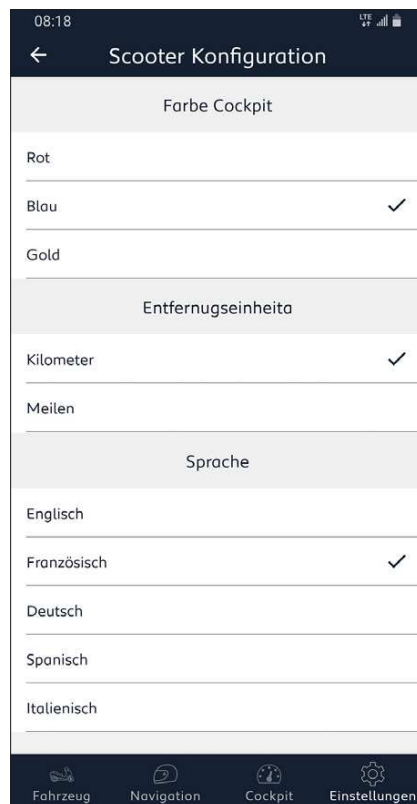 08:18 LTE
Scooter Konfiguration
Farbe Cockpit
Rot
Blau
Gold
Entfernugseinheita
Kilometer
Meilen
Sprache
Englisch
Französisch
Deutsch
Spanisch
Italienisch
Fahrzeug Navigation Cockpit Einstellungen